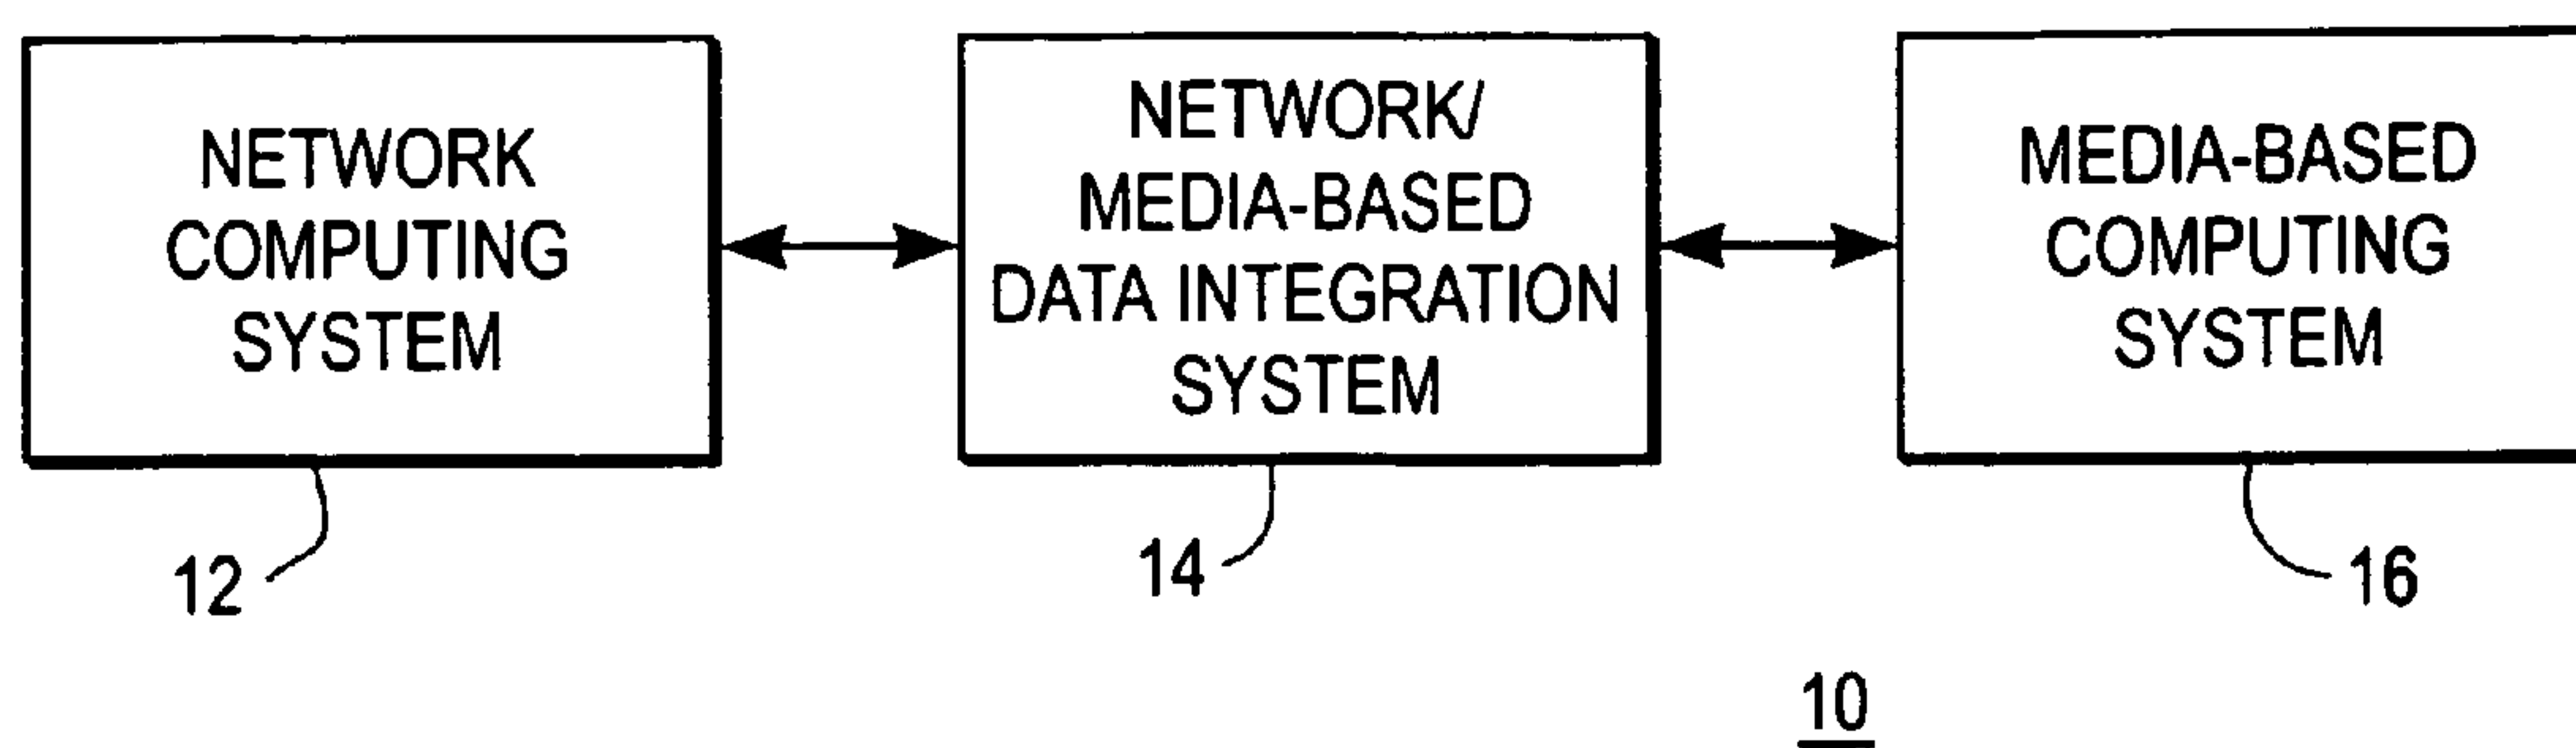 NETWORK
COMPUTING
SYSTEM
NETWORK/
MEDIA-BASED
DATA INTEGRATION
SYSTEM
MEDIA-BASED
COMPUTING
SYSTEM
12
14
16
10